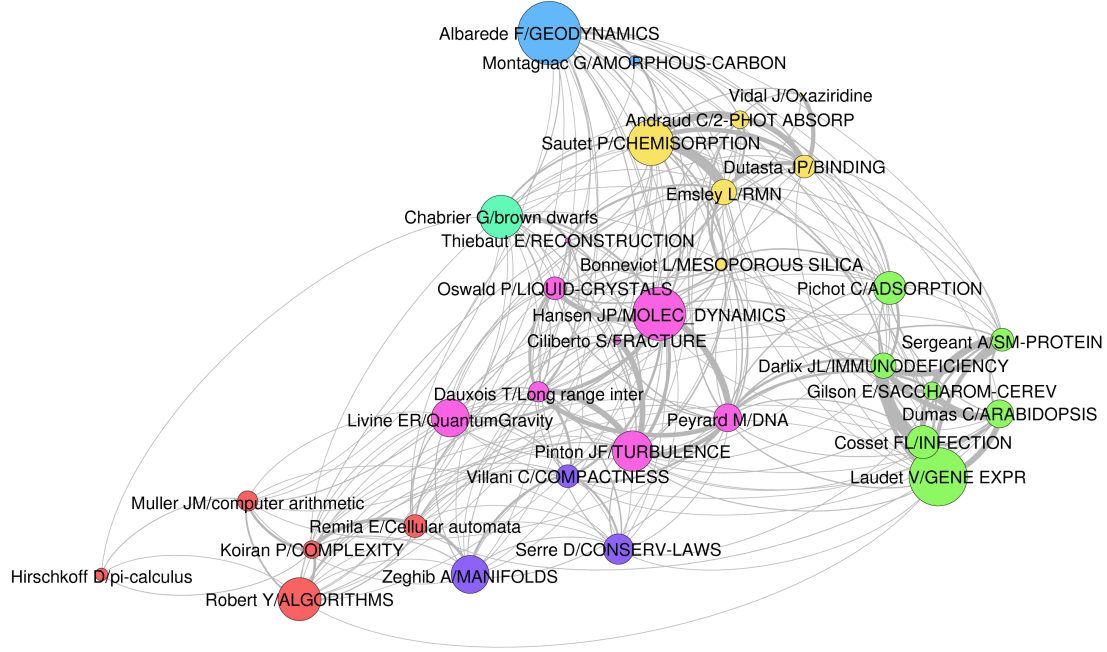 Albarede F/GEODYNAMICS
Montagnac G/AMORPHOUS-CARBON
Vidal J/Oxaziridine
Andraud C/2-PHOT ABSORP
Sautet P/CHEMISORPTION
Dutasta JP/BINDING
Emsley L/RMN
Chabrier G/brown dwarfs
Thiebaut E/RECONSTRUCTION
Bonneviot L/MESOPOROUS SILICA
Oswald P/LIQUID-CRYSTALS
Pichot C/ADSORPTION
Hansen JP/MOLEC_DYNAMICS
Ciliberto S/FRACTURE
Sergeant A/SM-PROTEIN
Darlix JL/IMMUNODEFICIENCY
Gilson E/SACCHAROM-CEREV
Dauxois T/Long range inter
Dumas C/ARABIDOPSIS
Livine ER/QuantumGravity
Peyrard M/DNA
Cosset FL/INFECTION
Pinton JF/TURBULENCE
Villani C/COMPACTNESS
Laudet V/GENE EXPR
Muller JM/computer arithmetic
Remila E/Cellular automata
Koiran P/COMPLEXITY
Serre D/CONSERV-LAWS
Hirschkoff D/pi-calculus
Zeghib A/MANIFOLDS
Robert Y/ALGORITHMS